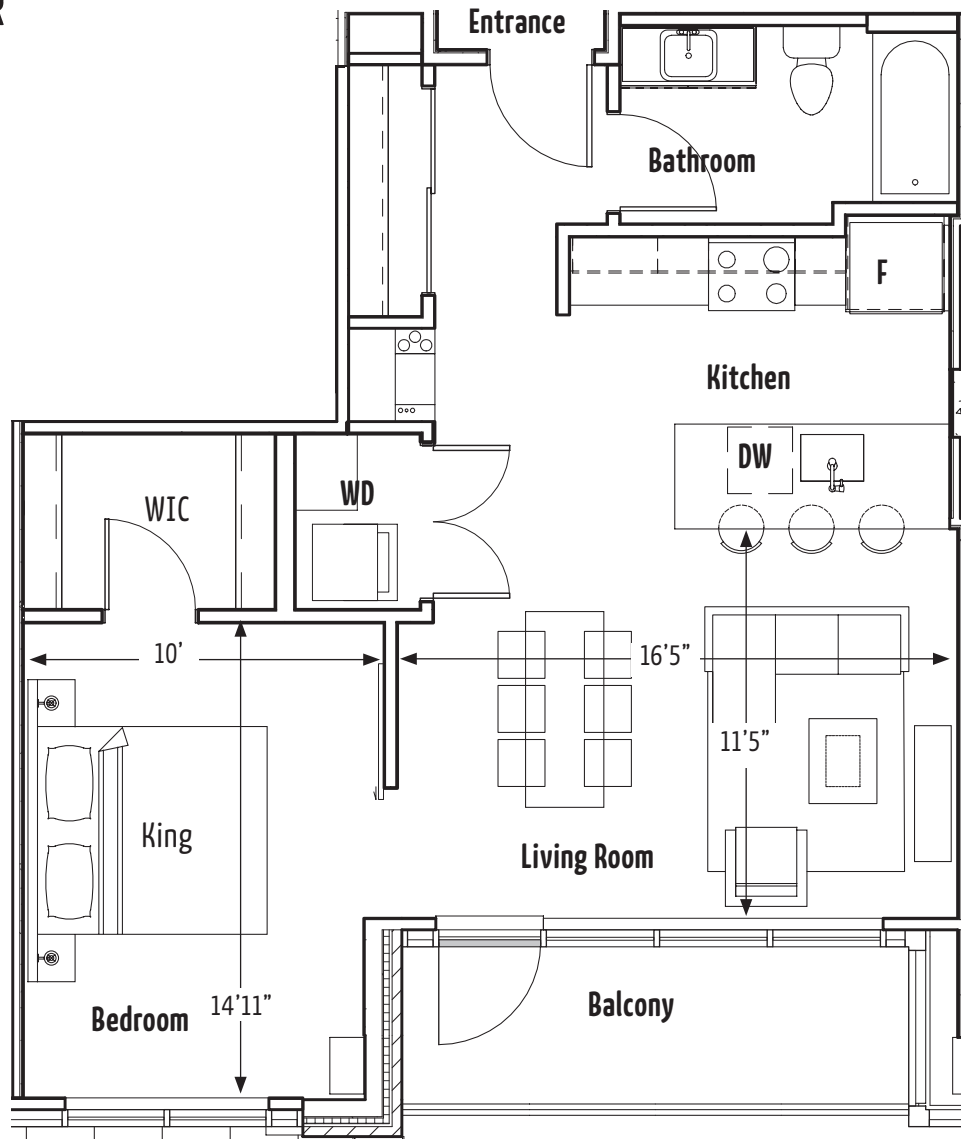 R
Entrance
Bathroom
F
Kitchen
DW
WIC
WD
10’
16’5”
11’5”
King
Living Room
14’11”
Bedroom
Balcony